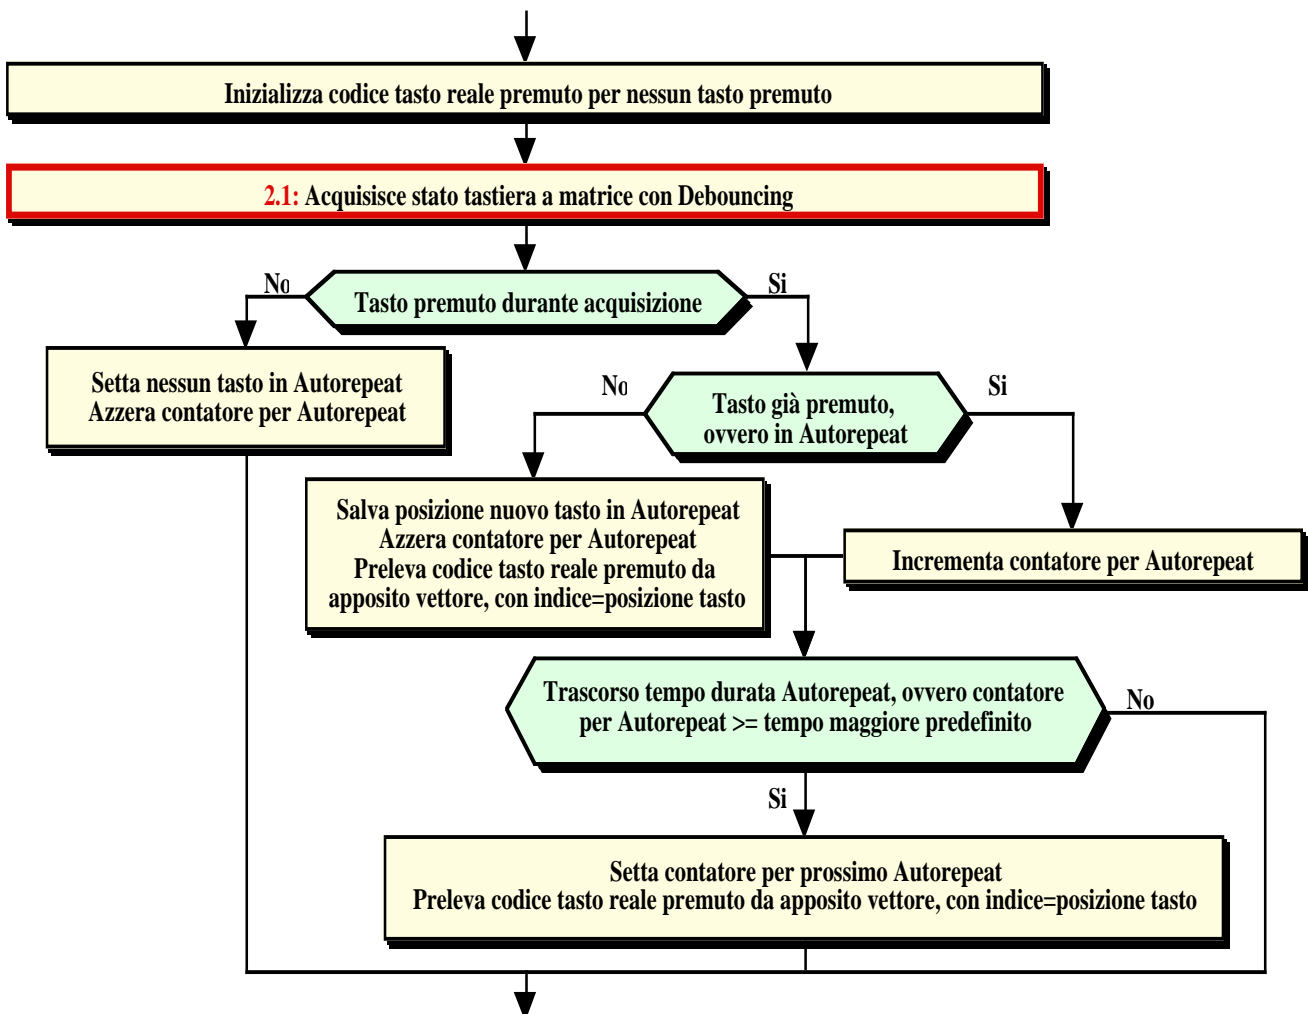 Inizializza codice tasto reale premuto per nessun tasto premuto
2.1: Acquisisce stato tastiera a matrice con Debouncing
No
Si
Tasto premuto durante acquisizione
Setta nessun tasto in Autorepeat
Azzera contatore per Autorepeat
No
Si
Tasto già premuto,
ovvero in Autorepeat
Salva posizione nuovo tasto in Autorepeat
Azzera contatore per Autorepeat
Preleva codice tasto reale premuto da
apposito vettore, con indice=posizione tasto
Incrementa contatore per Autorepeat
Trascorso tempo durata Autorepeat, ovvero contatore
per Autorepeat >= tempo maggiore predefinito
No
Si
Setta contatore per prossimo Autorepeat
Preleva codice tasto reale premuto da apposito vettore, con indice=posizione tasto